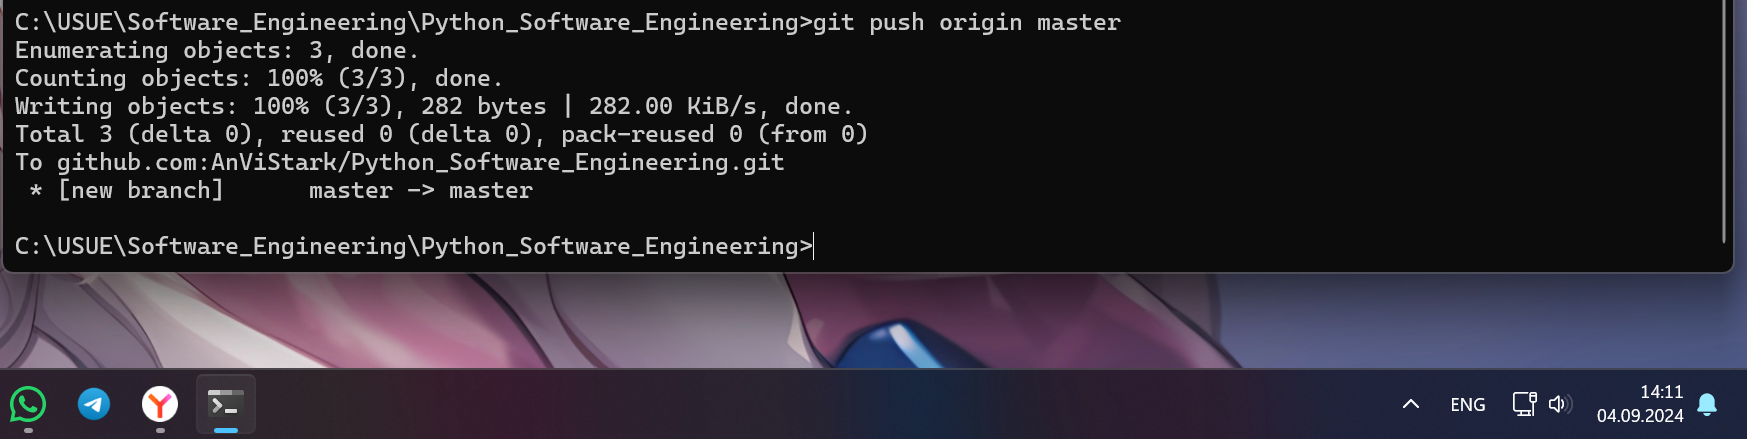 C:\USUE\Software_Engineering\Python_Software_Engineering>git push origin master
Enumerating objects: 3, done.
Counting objects: 100% (3/3), done.
Writing objects: 100% (3/3), 282 bytes | 282.00 KiB/s, done.
Total 3 (delta 0), reused 0 (delta 0), pack-reused 0 (from 0)
To github.com:AnViStark/Python_Software_Engineering.git
 * [new branch]      master -> master
C:\USUE\Software_Engineering\Python_Software_Engineering>
ENG
14:11
04.09.2024